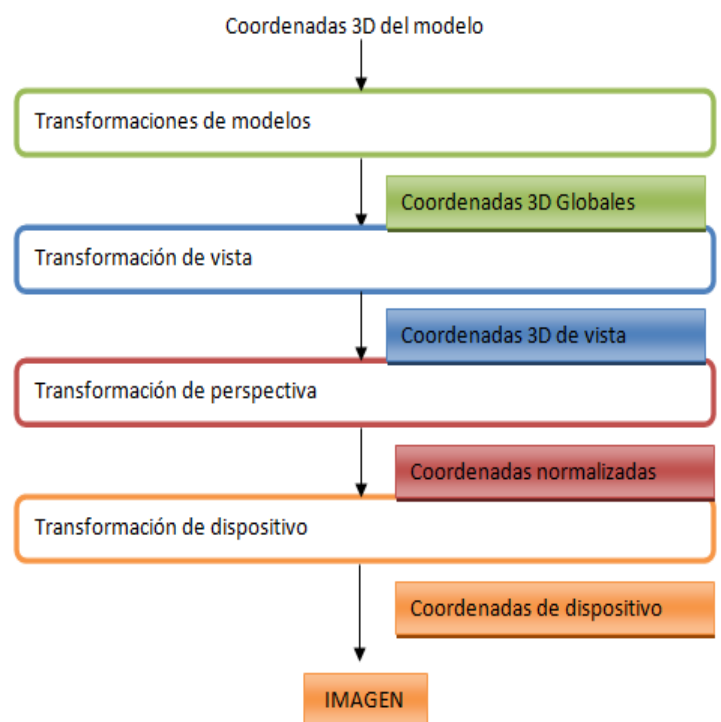 Coordenadas 3D del modelo
Transformaciones de modelos
Coordenadas 3D Globales
Transformación de vista
Coordenadas 3D de vista
Transformación de perspectiva
Coordenadas normalizadas
Transformación de dispositivo
Coordenadas de dispositivo
IMAGEN